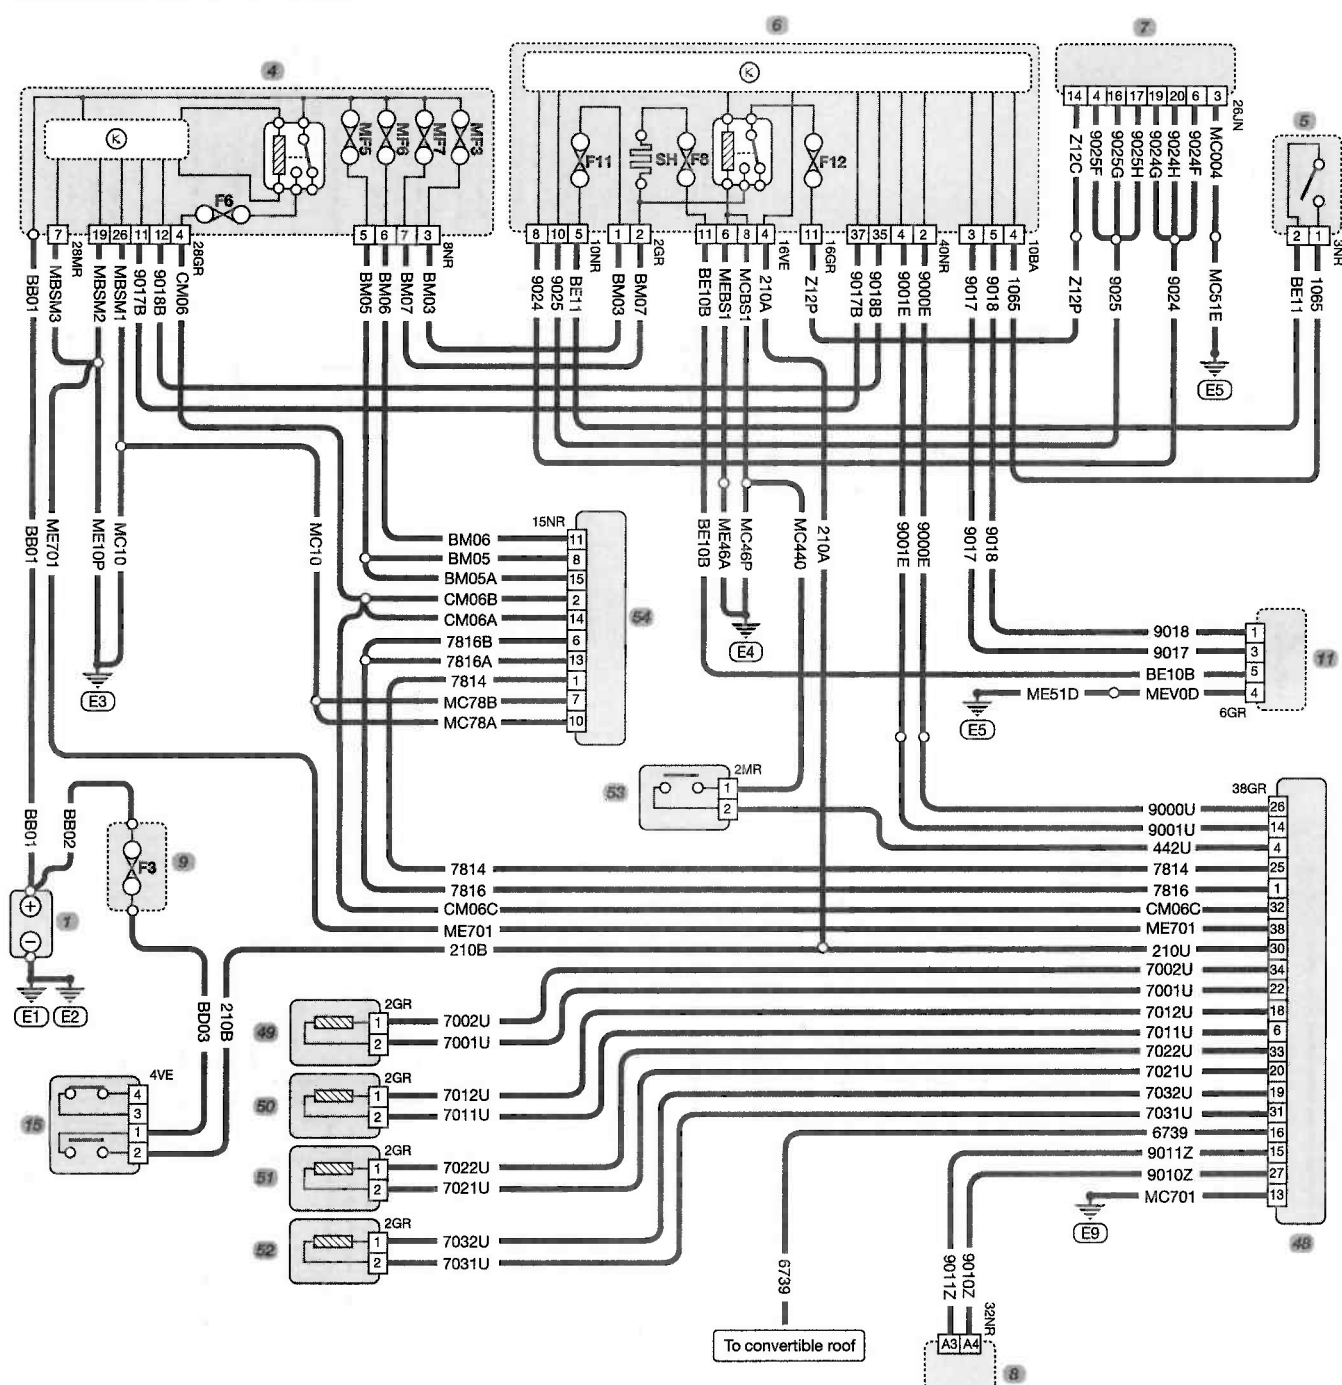 6
7
4
5
K
K
MF5
MF6
MF7
MF3
F6
F11
SH
F8
F12
14 4 16 17 19 20 6 3
26JN
Z12C
9025F
9025G
9025H
9024G
9024H
9024F
MC004
7
28MR
19 26 11 12 4
28GR
5 6 7 3
8NR
8 10 5
10NR
1 2
2GR
11 6 8 4
16VE
11
16GR
37 35 4 2
40NR
3 5 4
10BA
2 1
3NR
BB01
MBSM3
MBSM2
MBSM1
9017B
9018B
CM06
BM05
BM06
BM07
BM03
9024
9025
BE11
BM03
BM07
BE10B
MEBS1
MCBS1
210A
Z12P
9017B
9018B
9001E
9000E
9017
9018
1065
Z12P
9025
9024
MC51E
BE11
1065
E5
BB01
ME701
ME10P
MC10
MC10
15NR
BM06 11
BM05 8
BM05A 15
CM06B 2
CM06A 14
7816B 6
7816A 13
7814 1
MC78B 7
MC78A 10
54
BE10B
ME46A
MC46P
MC440
210A
9001E
9000E
9017
9018
E4
E3
9018 1
9017 3
BE10B 5
ME51D MEV0D 4
6GR
11
E5
53
2MR
1
2
BB01
BB02
F3
9
1
+
−
E1
E2
38GR
9000U 26
9001U 14
442U 4
7814 7814 25
7816 7816 1
CM06C CM06C 32
ME701 ME701 38
210B 210U 30
7002U 34
7001U 22
7012U 18
7011U 6
7022U 33
7021U 20
7032U 19
7031U 31
6739 16
9011Z 15
9010Z 27
MC701 13
E9
48
BD03
210B
15
4VE
4
3
1
2
49
2GR
1 7002U
2 7001U
50
2GR
1 7012U
2 7011U
51
2GR
1 7022U
2 7021U
52
2GR
1 7032U
2 7031U
6739
To convertible roof
9011Z
9010Z
32NR
A3 A4
8